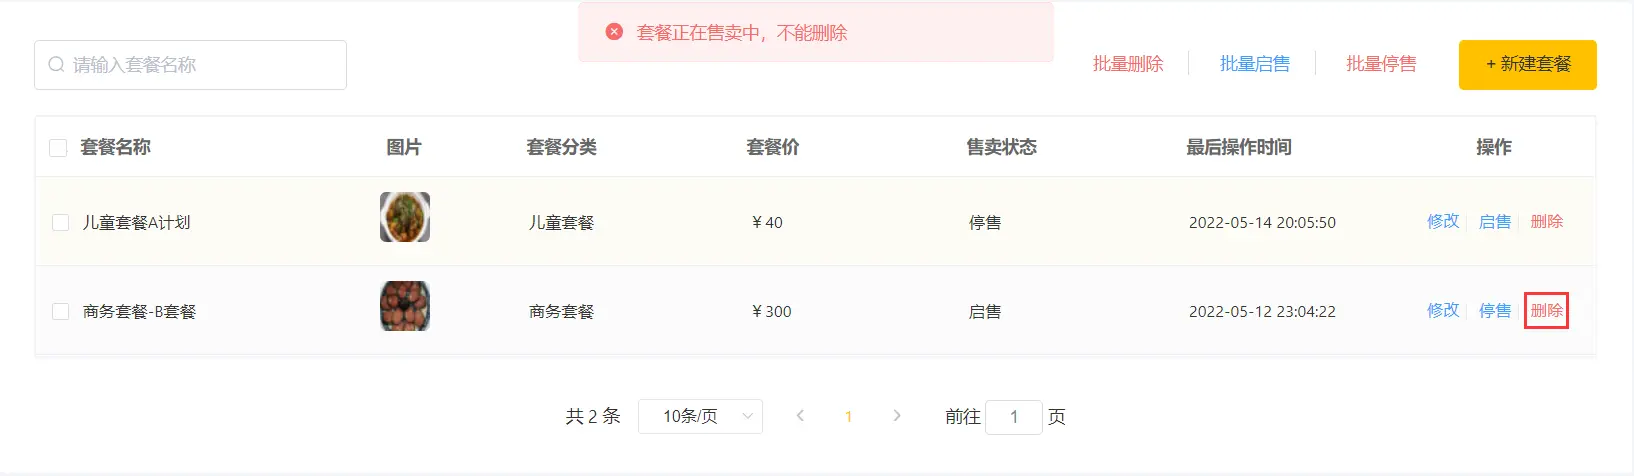 套餐正在售卖中，不能删除
请输入套餐名称
批量删除 批量启售 批量停售 + 新建套餐
套餐名称 图片 套餐分类 套餐价 售卖状态 最后操作时间 操作
儿童套餐A计划 儿童套餐 ￥40 停售 2022-05-14 20:05:50 修改 启售 删除
商务套餐-B套餐 商务套餐 ￥300 启售 2022-05-12 23:04:22 修改 停售 删除
共 2 条 10条/页 1 前往 1 页